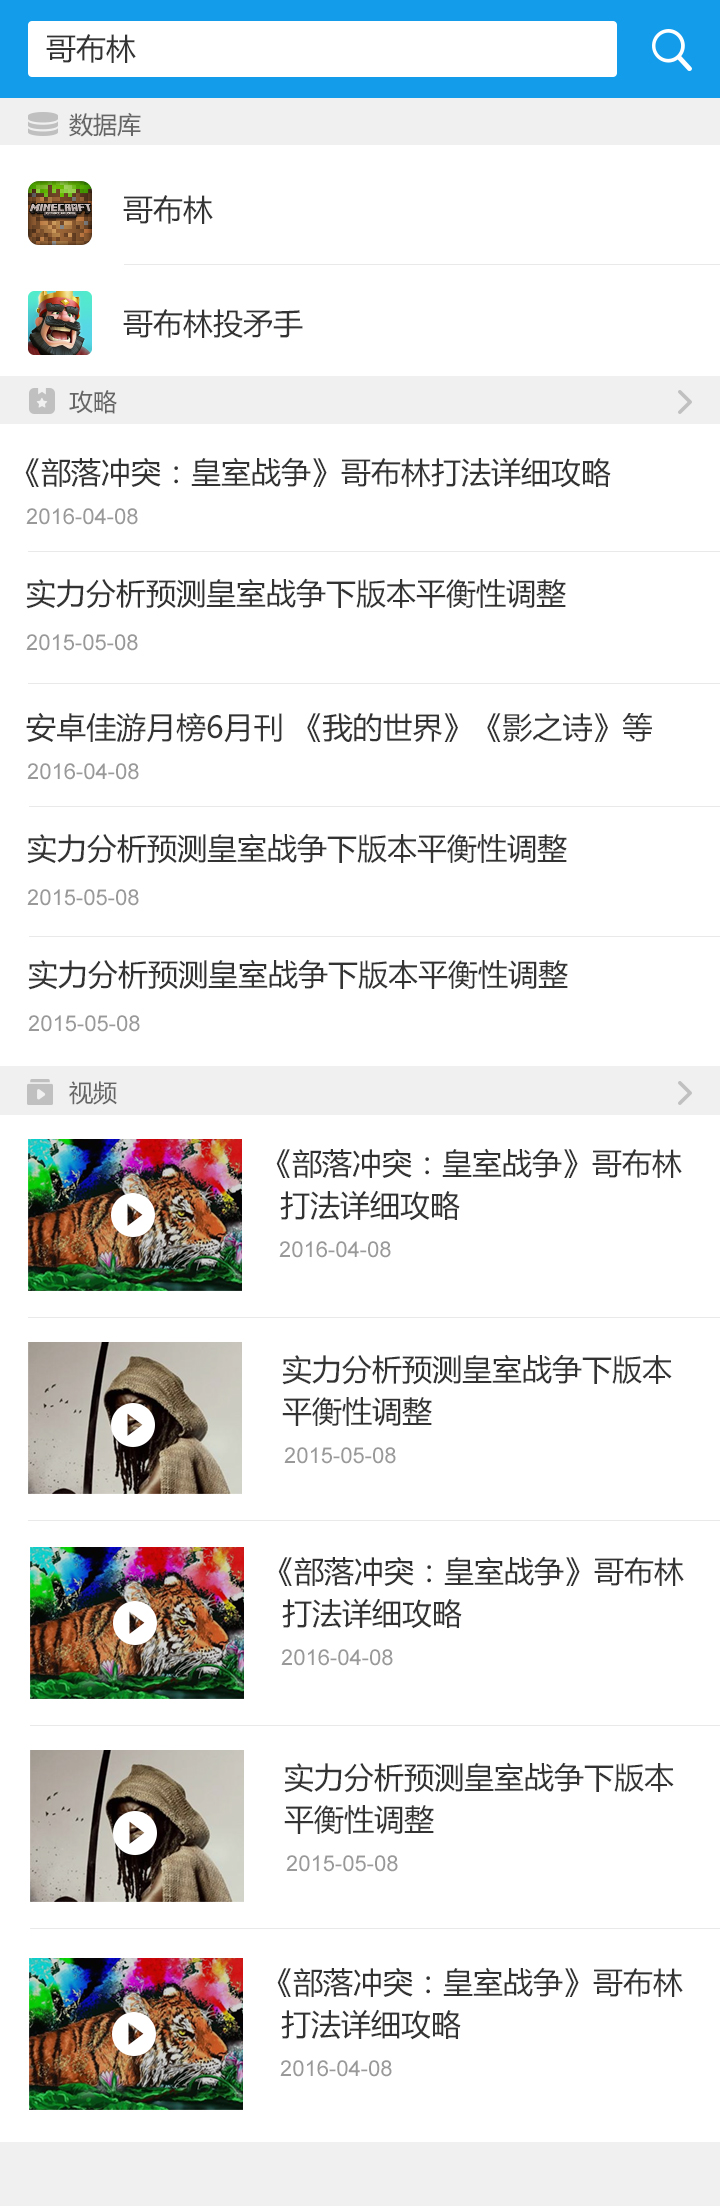 哥布林
数据库
MINECRAFT
哥布林
哥布林投矛手
攻略
《部落冲突：皇室战争》哥布林打法详细攻略
2016-04-08
实力分析预测皇室战争下版本平衡性调整
2015-05-08
安卓佳游月榜6月刊 《我的世界》《影之诗》等
2016-04-08
实力分析预测皇室战争下版本平衡性调整
2015-05-08
实力分析预测皇室战争下版本平衡性调整
2015-05-08
视频
《部落冲突：皇室战争》哥布林
打法详细攻略
2016-04-08
实力分析预测皇室战争下版本
平衡性调整
2015-05-08
《部落冲突：皇室战争》哥布林
打法详细攻略
2016-04-08
实力分析预测皇室战争下版本
平衡性调整
2015-05-08
《部落冲突：皇室战争》哥布林
打法详细攻略
2016-04-08